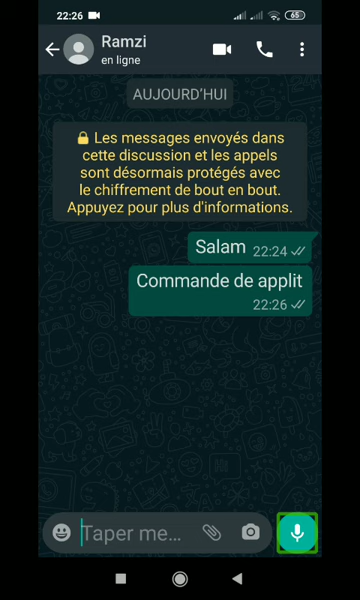 22:26
65
Ramzi
en ligne
AUJOURD'HUI
Les messages envoyés dans
cette discussion et les appels
sont désormais protégés avec
le chiffrement de bout en bout.
Appuyez pour plus d'informations.
Salam 22:24
Commande de applit
22:26
Taper me...